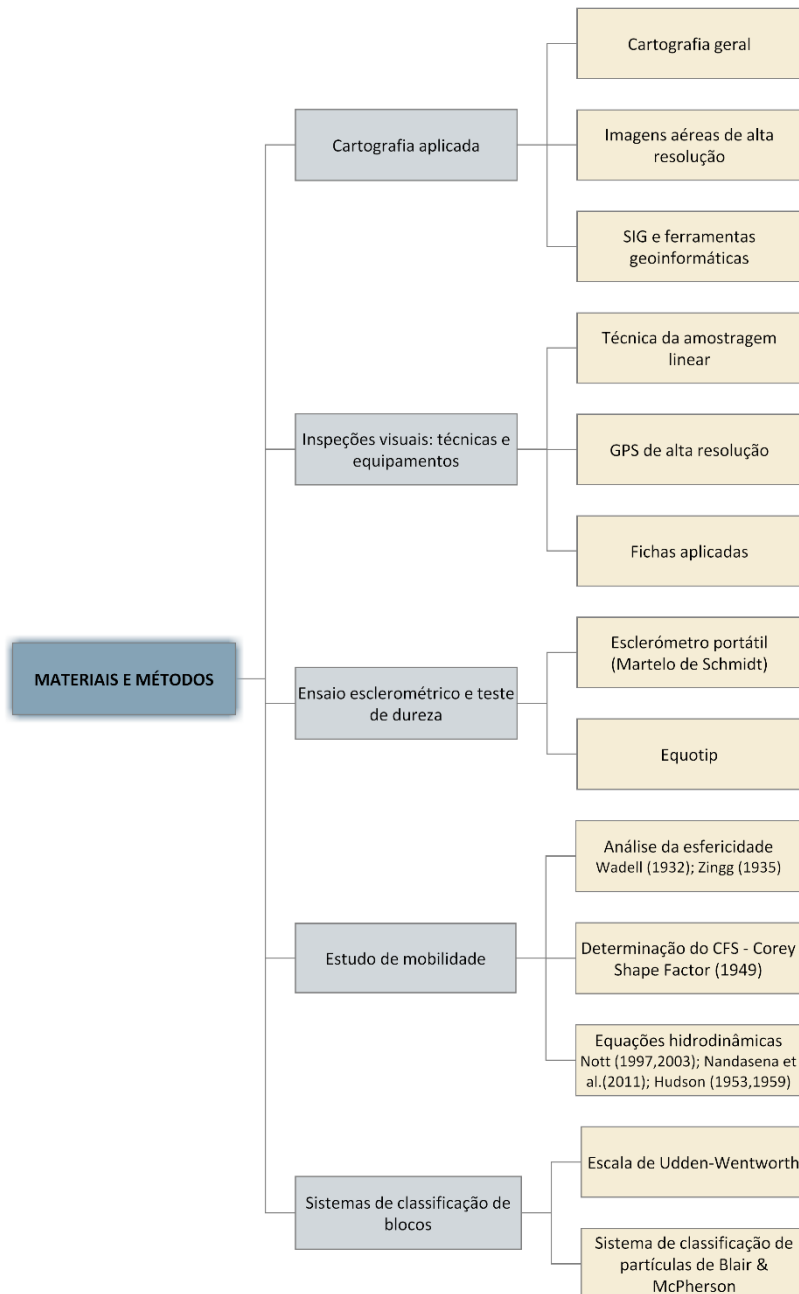 MATERIAIS E MÉTODOS
Cartografia aplicada
Cartografia geral
Imagens aéreas de alta
resolução
SIG e ferramentas
geoinformáticas
Inspeções visuais: técnicas e
equipamentos
Técnica da amostragem
linear
GPS de alta resolução
Fichas aplicadas
Ensaio esclerométrico e teste
de dureza
Esclerómetro portátil
(Martelo de Schmidt)
Equotip
Estudo de mobilidade
Análise da esfericidade
Wadell (1932); Zingg (1935)
Determinação do CFS - Corey
Shape Factor (1949)
Equações hidrodinâmicas
Nott (1997,2003); Nandasena et
al.(2011); Hudson (1953,1959)
Sistemas de classificação de
blocos
Escala de Udden-Wentworth
Sistema de classificação de
partículas de Blair &
McPherson